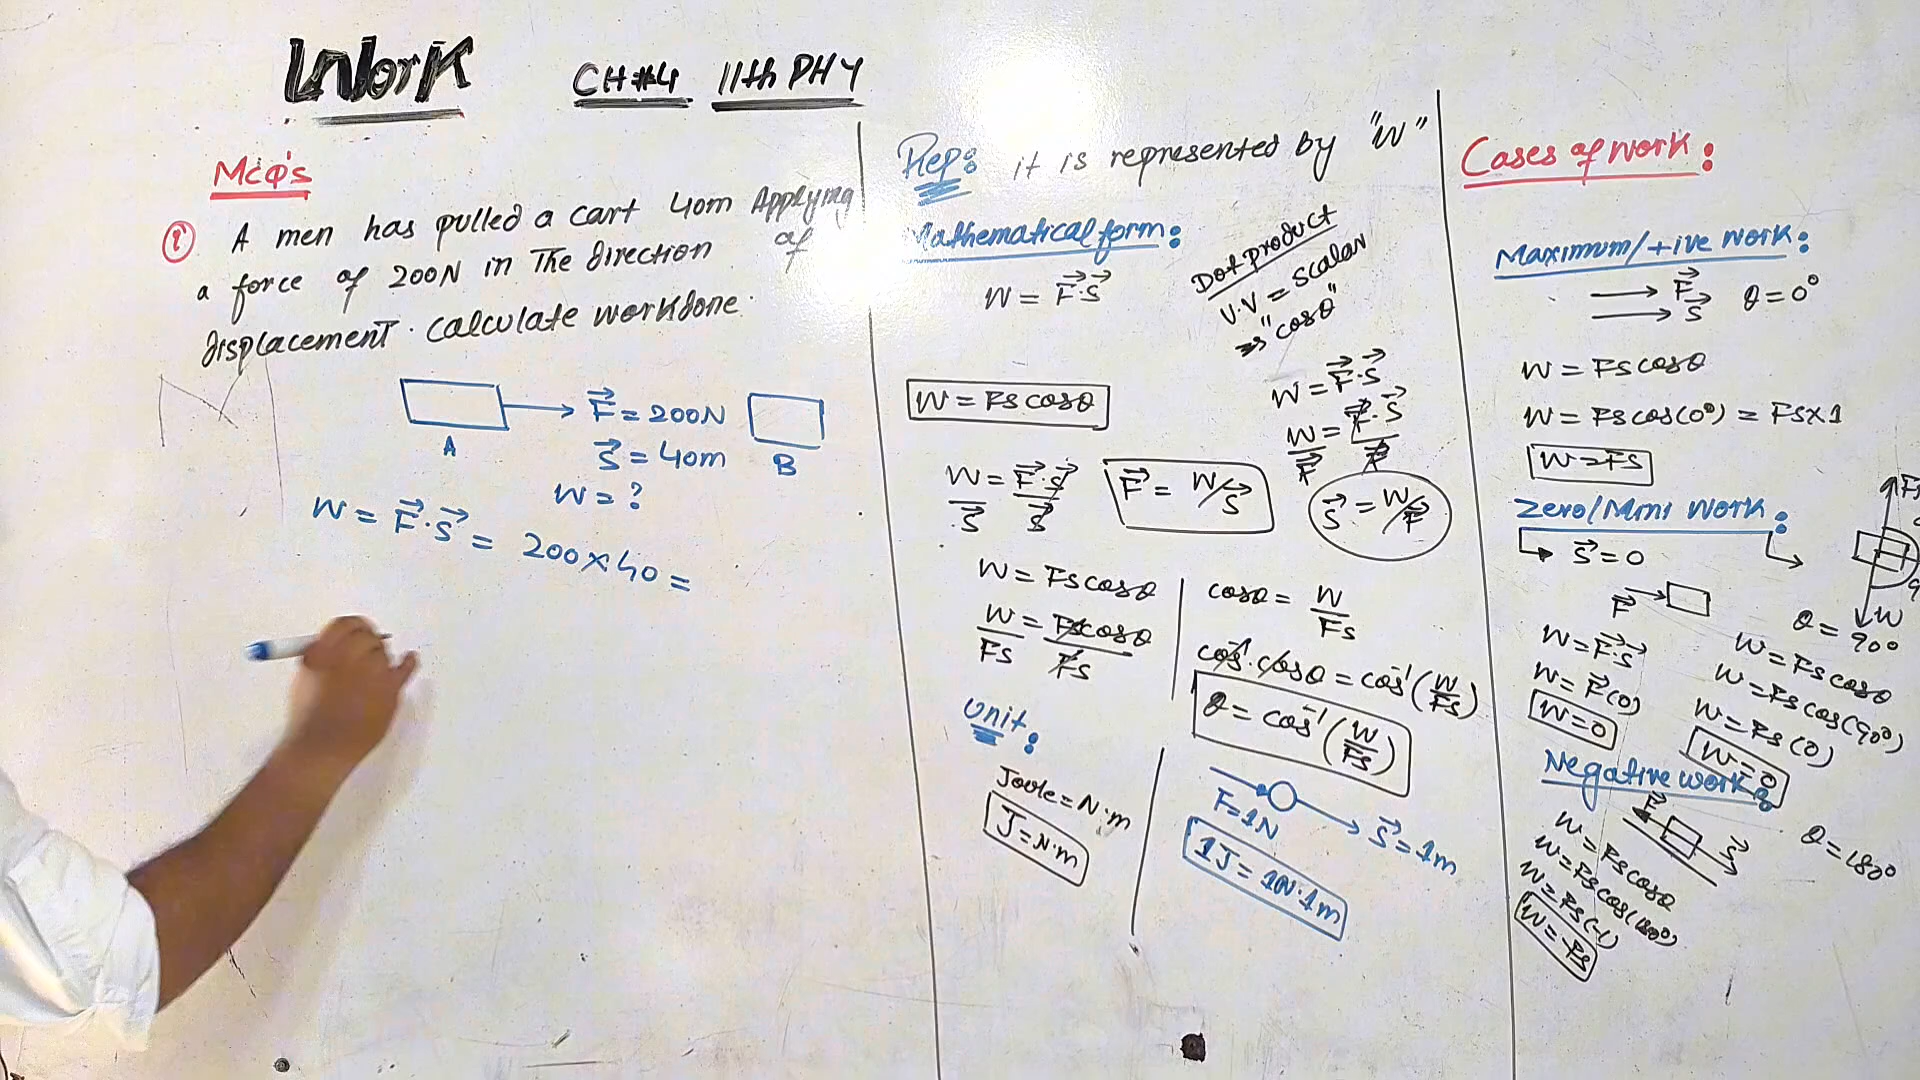 Work
CH#4 11th PHY
Mcq's
(i) A men has pulled a cart 40m Applying
a force of 200N in The direction of
displacement. calculate workdone.
F⃗ = 200N
A S⃗ = 40m B
W = ?
W = F⃗·S⃗ = 200×40 =
Rep: it is represented by "W"
Mathematical form:
W = F⃗·S⃗
Dot product
V.V = scalar
⇒ "cosθ"
W = FS cosθ
W = F⃗·S⃗
W/F⃗ = F⃗·S⃗/F⃗
W/S⃗ = F⃗·S⃗/S⃗
F⃗ = W/S⃗
S⃗ = W/F⃗
W = FS cosθ
W/FS = FS cosθ/FS
cosθ = W/FS
cos⁻¹·cosθ = cos⁻¹(W/FS)
θ = cos⁻¹(W/FS)
Unit:
Joule = N·m
J = N·m
F=1N
S⃗ = 1m
1J = 1N·1m
Cases of work:
Maximum/+ive Work:
F⃗
S⃗ θ = 0°
W = FS cosθ
W = FS cos(0°) = FS×1
W = FS
Zero/Mini Work:
S⃗ = 0
F⃗
W = F⃗·S⃗
W = F⃗(0)
W = 0
W
θ = 90°
W = FS cosθ
W = FS cos(90°)
W = FS (0)
W = 0
Negative work:
F⃗
S⃗
θ = 180°
W = FS cosθ
W = FS cos(180°)
W = FS(-1)
W = -FS